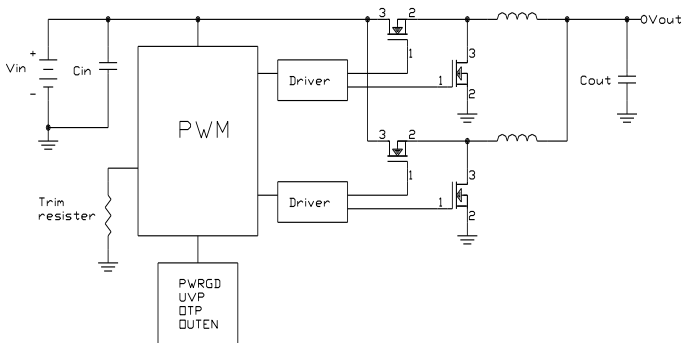 3 2
OVout
Vin
+
-
Cin
1
Driver
3
1
2
Cout
PWM
3 2
1
Trim
resister
Driver
3
1
2
PWRGD
UVP
OTP
OUTEN